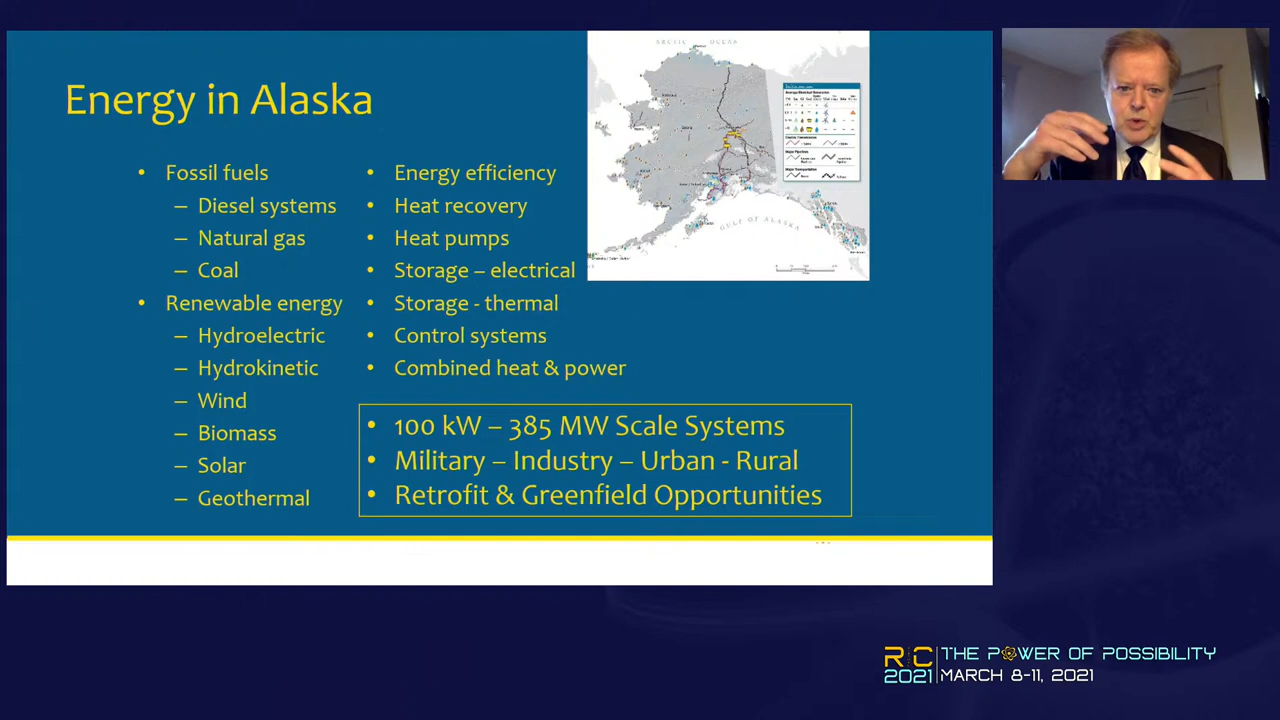 Energy in Alaska
Fossil fuels
– Diesel systems
– Natural gas
– Coal
Renewable energy
– Hydroelectric
– Hydrokinetic
– Wind
– Biomass
– Solar
– Geothermal
Energy efficiency
Heat recovery
Heat pumps
Storage – electrical
Storage - thermal
Control systems
Combined heat & power
100 kW – 385 MW Scale Systems
Military – Industry – Urban - Rural
Retrofit & Greenfield Opportunities
ARCTIC OCEAN
GULF OF ALASKA
RIC
2021
THE POWER OF POSSIBILITY
MARCH 8-11, 2021